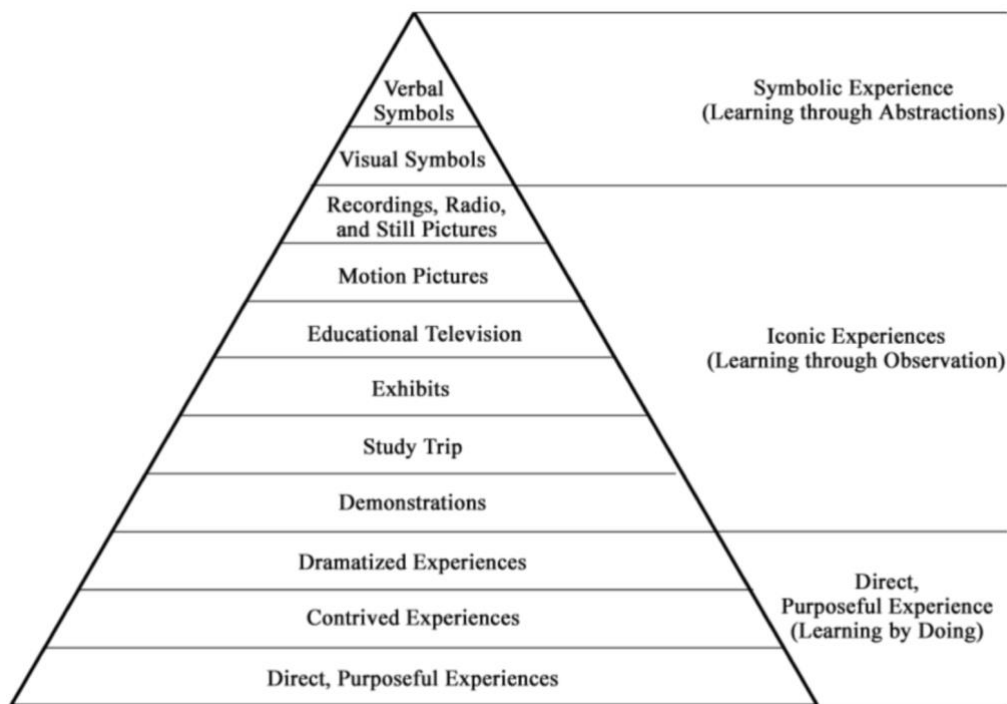 Verbal
Symbols
Visual Symbols
Recordings, Radio,
and Still Pictures
Motion Pictures
Educational Television
Exhibits
Study Trip
Demonstrations
Dramatized Experiences
Contrived Experiences
Direct, Purposeful Experiences
Symbolic Experience
(Learning through Abstractions)
Iconic Experiences
(Learning through Observation)
Direct,
Purposeful Experience
(Learning by Doing)